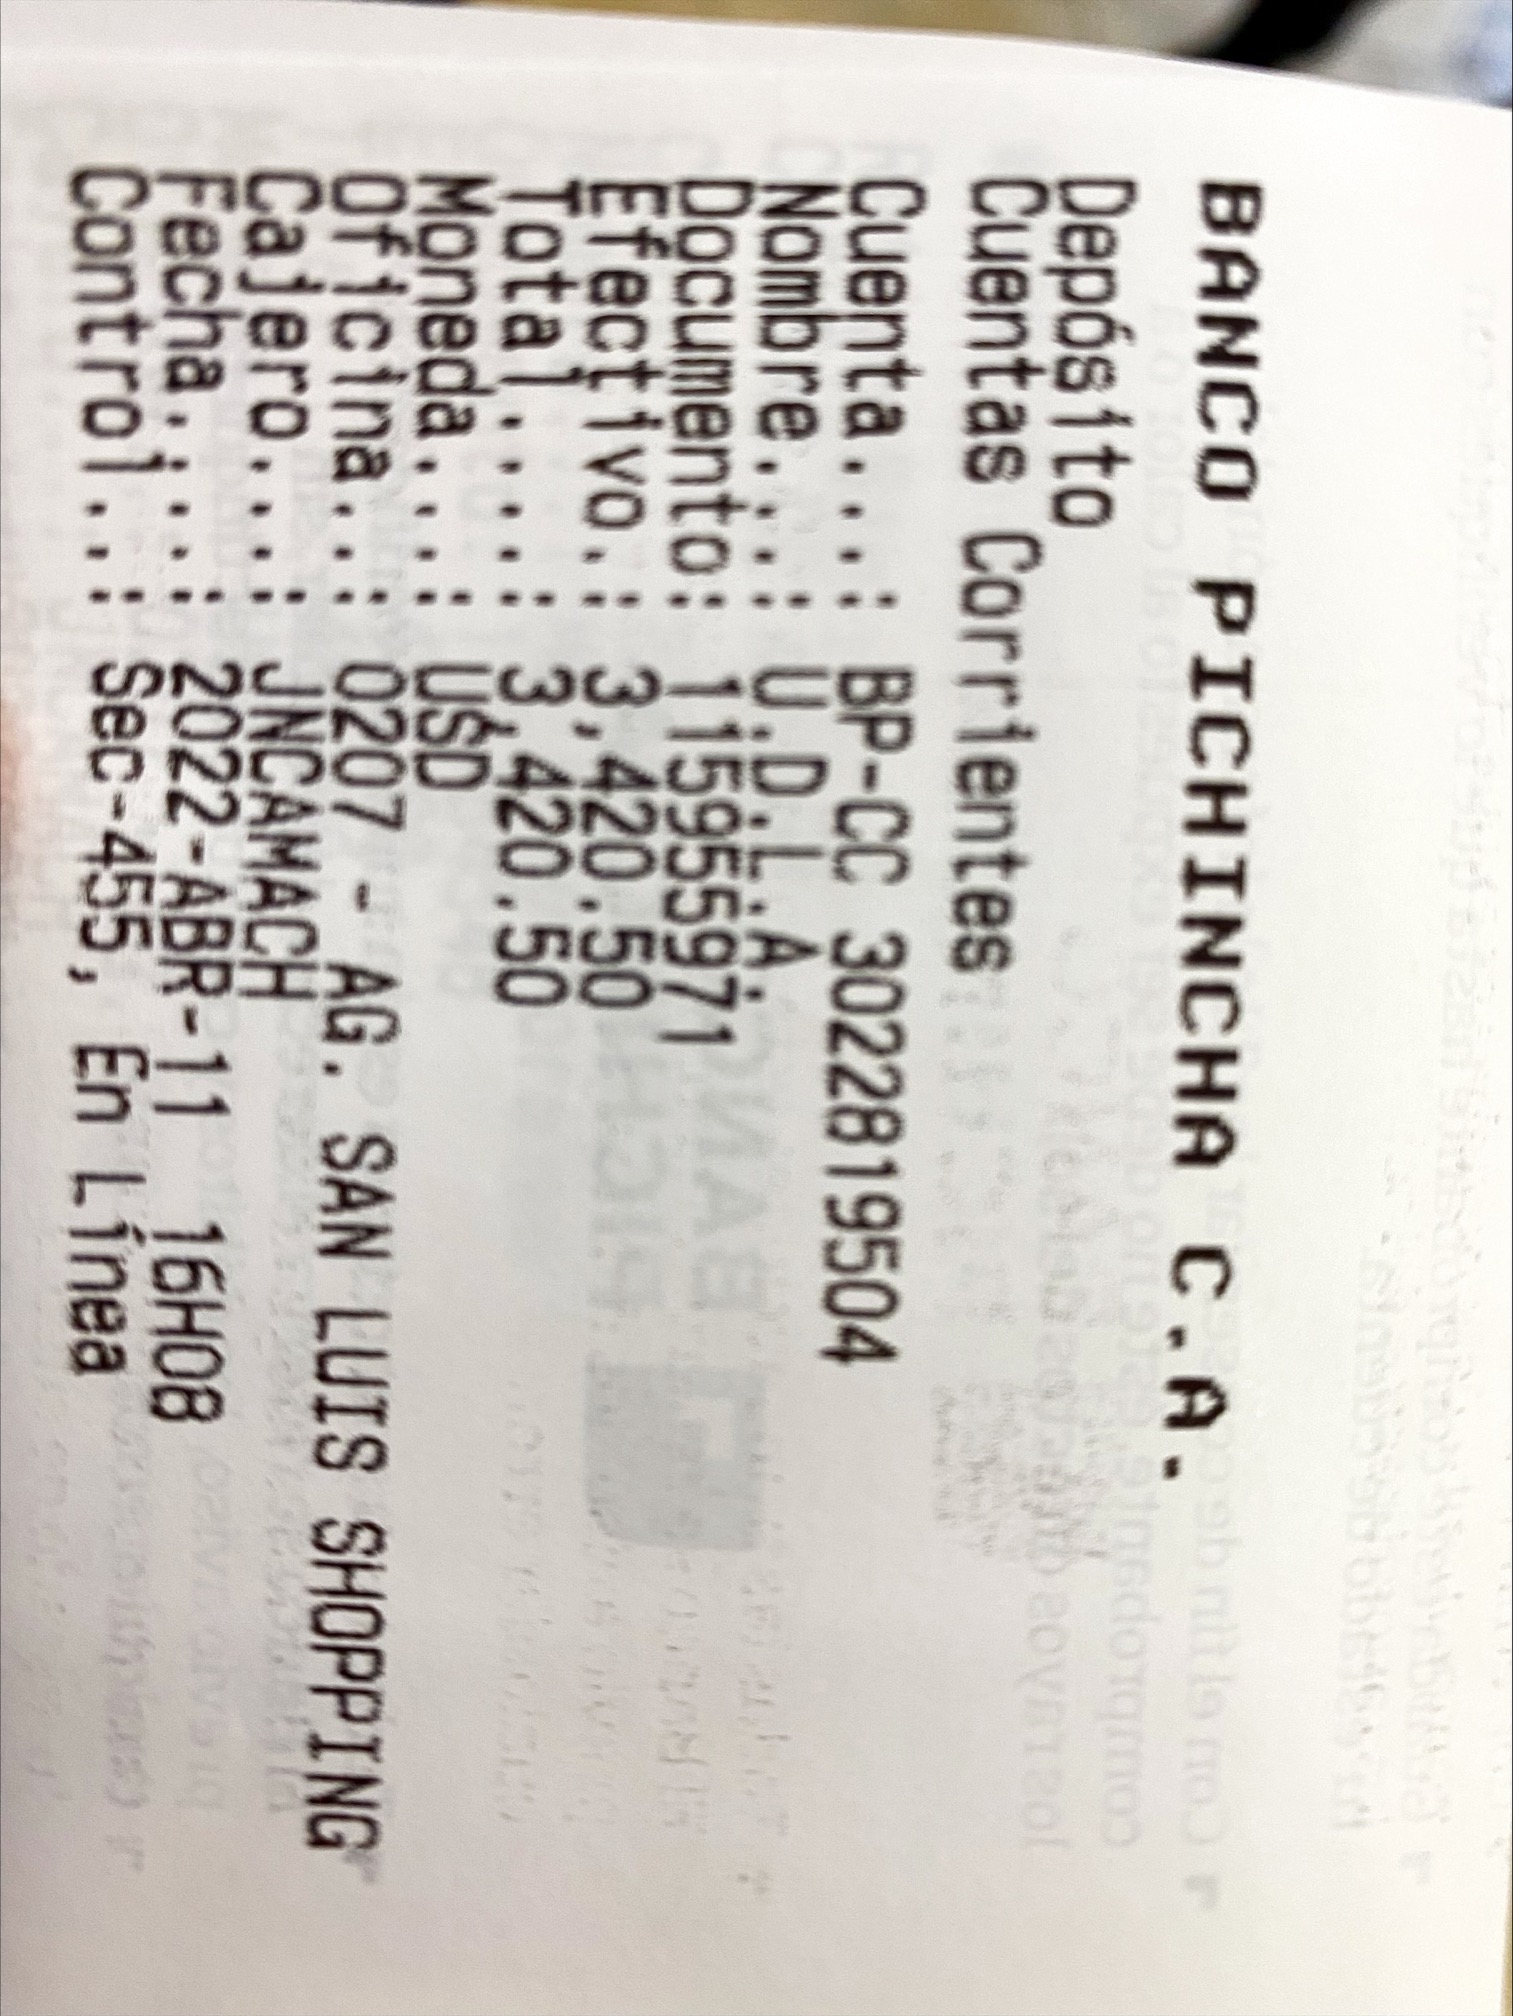 BANCO PICHINCHA C.A.
Depósito
Cuentas Corrientes
Cuenta....: BP-CC 3022819504
Nombre....: U.D.L.A.
Documento: 115955971
Efectivo.: 3,420.50
Total.....: 3,420.50
Moneda....: USD
Oficina...: 0207 - AG. SAN LUIS SHOPPING
Cajero....: JNCAMACH
Fecha.....: 2022-ABR-11 16H08
Control...: Sec-455, En Línea